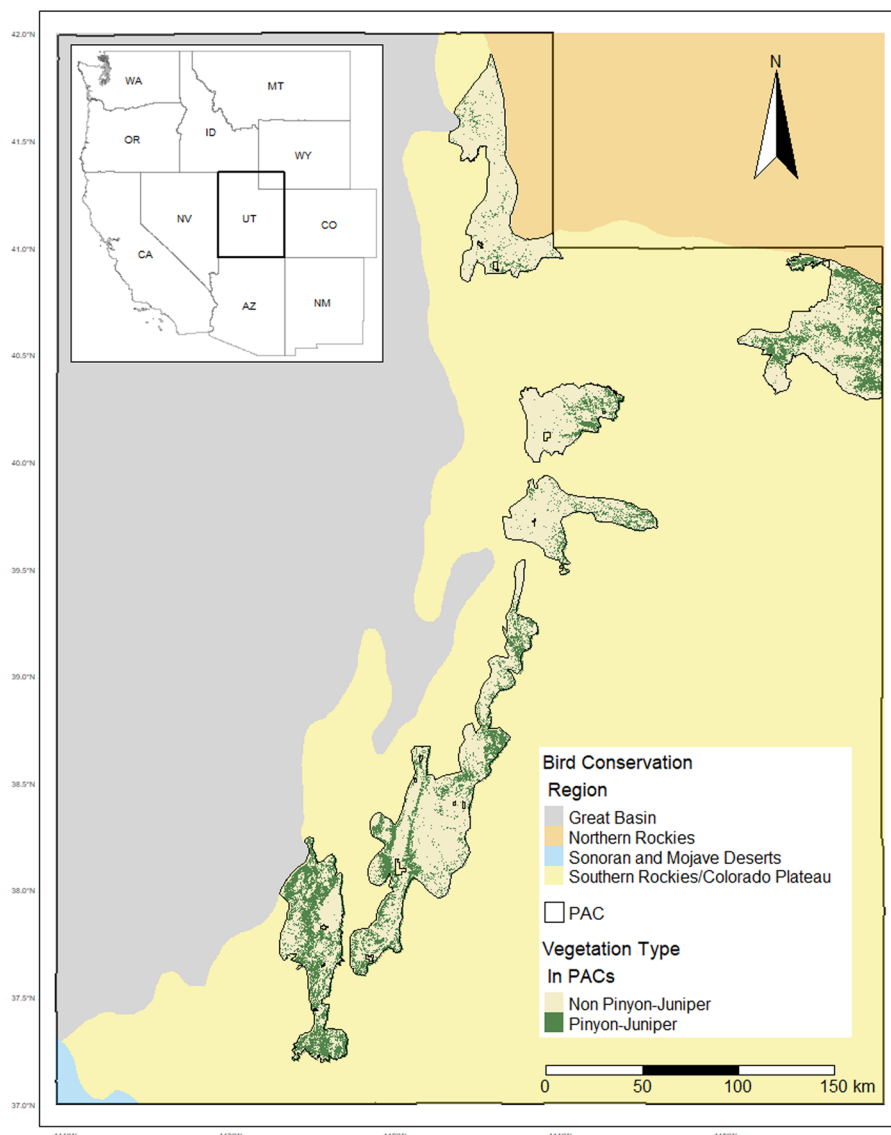 42.0°N
WA
MT
OR
ID
WY
NV
UT
CO
CA
AZ
NM
N
41.5°N
41.0°N
40.5°N
40.0°N
39.5°N
39.0°N
38.5°N
38.0°N
37.5°N
37.0°N
Bird Conservation
Region
Great Basin
Northern Rockies
Sonoran and Mojave Deserts
Southern Rockies/Colorado Plateau
PAC
Vegetation Type
In PACs
Non Pinyon-Juniper
Pinyon-Juniper
0 50 100 150 km